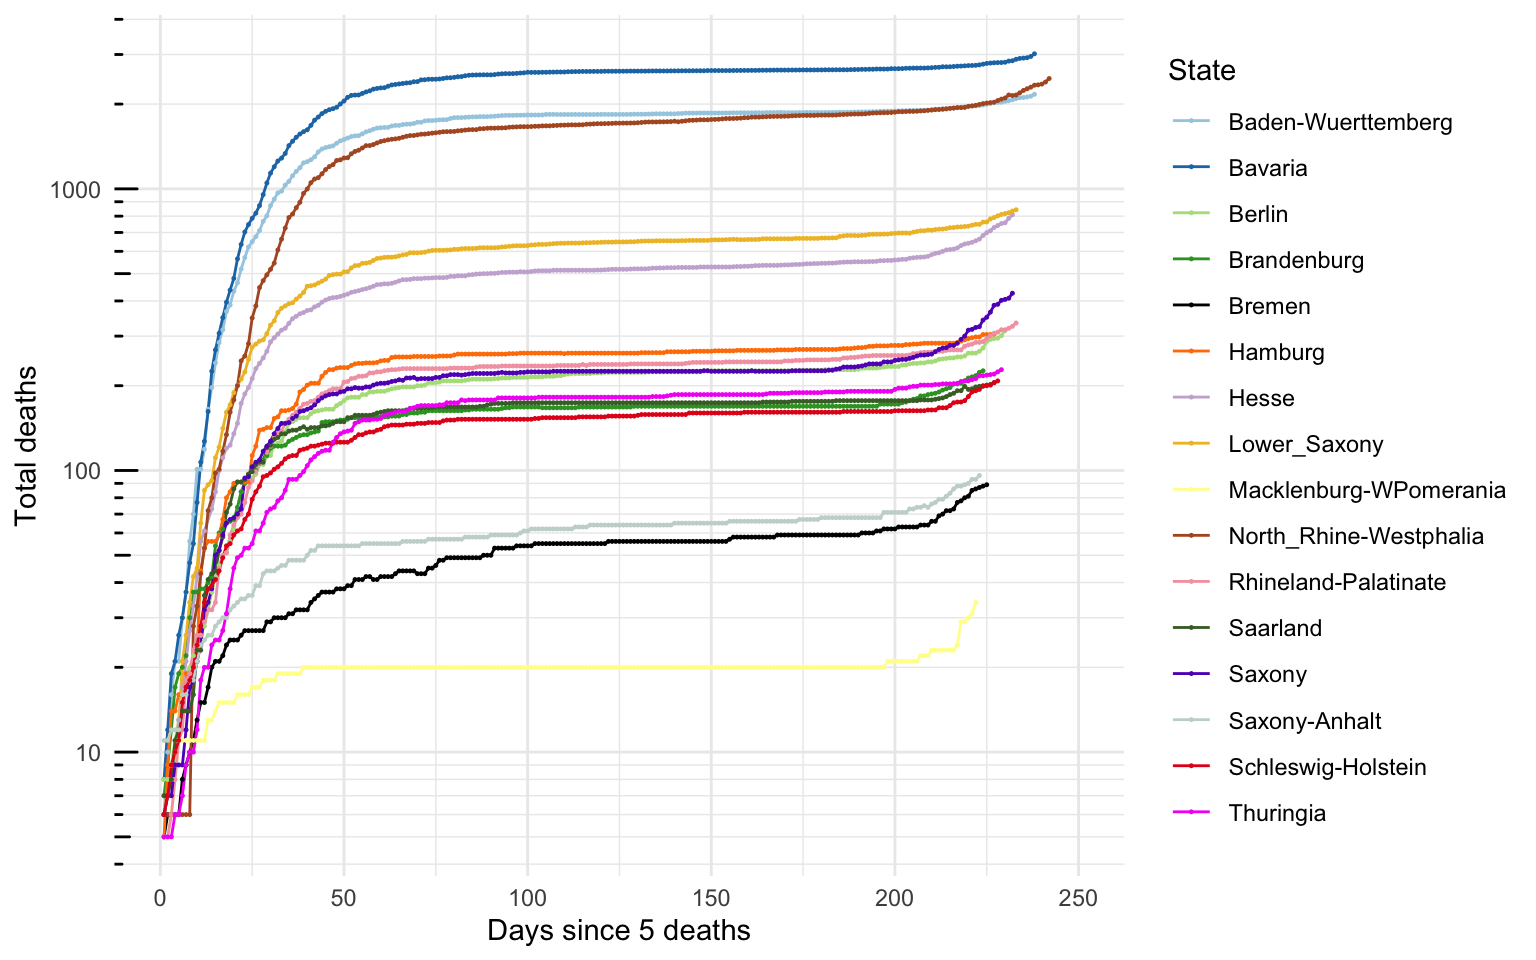 Total deaths
1000
100
10
0
50
100
150
200
250
Days since 5 deaths
State
Baden-Wuerttemberg
Bavaria
Berlin
Brandenburg
Bremen
Hamburg
Hesse
Lower_Saxony
Macklenburg-WPomerania
North_Rhine-Westphalia
Rhineland-Palatinate
Saarland
Saxony
Saxony-Anhalt
Schleswig-Holstein
Thuringia